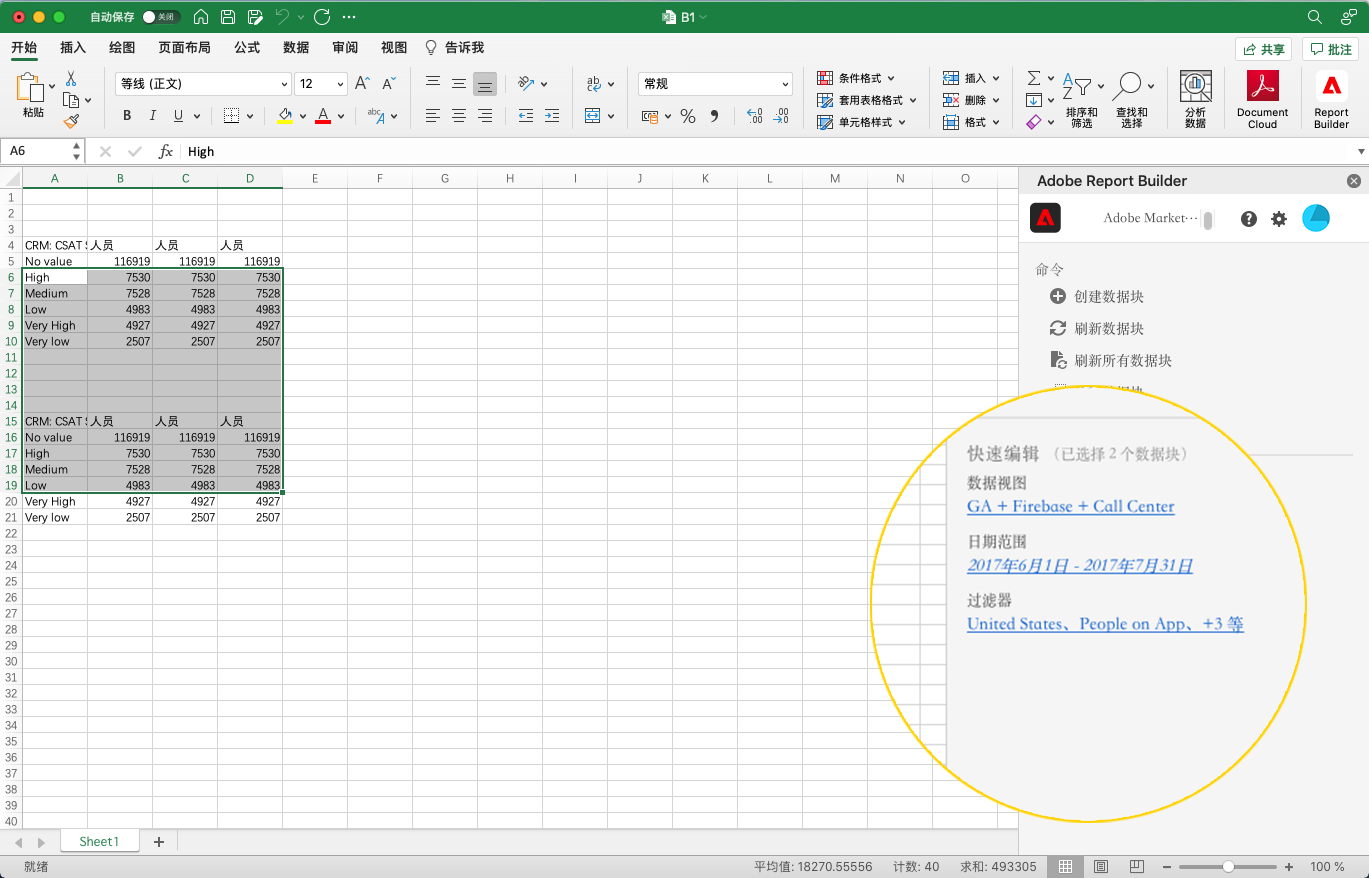 自动保存 关闭 B1
开始 插入 绘图 页面布局 公式 数据 审阅 视图 告诉我 共享 批注
粘贴 等线 (正文) 12 A^ A˅ 常规 条件格式 插入 排序和筛选 查找和选择 分析数据 Document Cloud Report Builder
B I U A abc A ab % 套用表格格式 删除
单元格样式 格式
A6 fx High
A B C D E F G H I J K L M N O
1
2
3
4 CRM: CSAT S 人员 人员 人员
5 No value 116919 116919 116919
6 High 7530 7530 7530
7 Medium 7528 7528 7528
8 Low 4983 4983 4983
9 Very High 4927 4927 4927
10 Very low 2507 2507 2507
11
12
13
14
15 CRM: CSAT S 人员 人员 人员
16 No value 116919 116919 116919
17 High 7530 7530 7530
18 Medium 7528 7528 7528
19 Low 4983 4983 4983
20 Very High 4927 4927 4927
21 Very low 2507 2507 2507
22
23
24
25
26
27
28
29
30
31
32
33
34
35
36
37
38
39
40
Adobe Report Builder
Adobe Market···
命令
创建数据块
刷新数据块
刷新所有数据块
快速编辑 （已选择 2 个数据块）
数据视图
GA + Firebase + Call Center
日期范围
2017年6月1日 - 2017年7月31日
过滤器
United States、People on App、+3 等
Sheet1 +
就绪 平均值: 18270.55556 计数: 40 求和: 493305 100 %